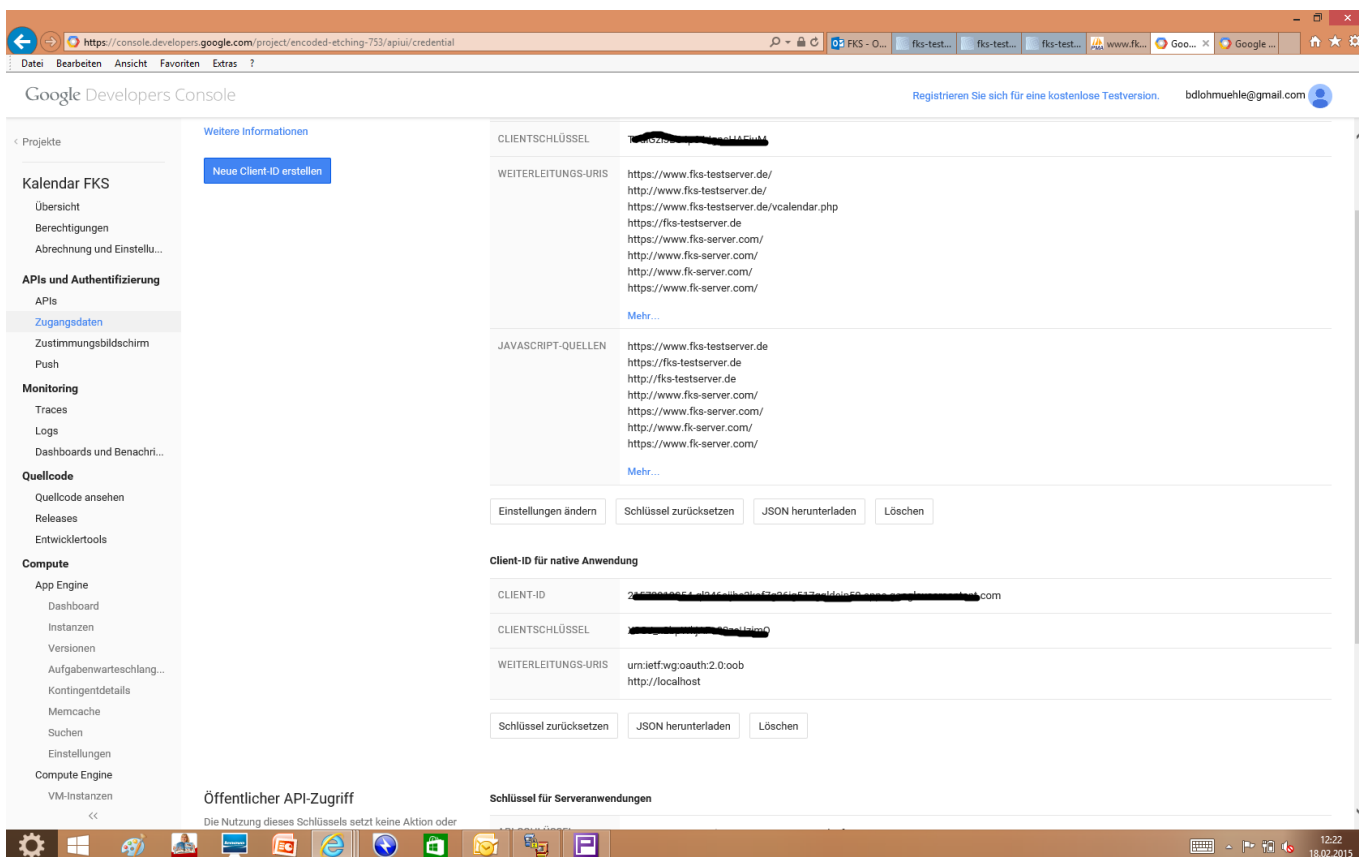 https://console.developers.google.com/project/encoded-etching-753/apiui/credential
FKS - O...
fks-test...
fks-test...
fks-test...
www.fk...
Goo...
Google ...
Datei Bearbeiten Ansicht Favoriten Extras ?
Google Developers Console
Registrieren Sie sich für eine kostenlose Testversion.
bdlohmuehle@gmail.com
< Projekte
Kalendar FKS
Übersicht
Berechtigungen
Abrechnung und Einstellu...
APIs und Authentifizierung
APIs
Zugangsdaten
Zustimmungsbildschirm
Push
Monitoring
Traces
Logs
Dashboards und Benachri...
Quellcode
Quellcode ansehen
Releases
Entwicklertools
Compute
App Engine
Dashboard
Instanzen
Versionen
Aufgabenwarteschlang...
Kontingentdetails
Memcache
Suchen
Einstellungen
Compute Engine
VM-Instanzen
<<
Weitere Informationen
Neue Client-ID erstellen
CLIENTSCHLÜSSEL
WEITERLEITUNGS-URIS
https://www.fks-testserver.de/
http://www.fks-testserver.de/
https://www.fks-testserver.de/vcalendar.php
https://fks-testserver.de
https://www.fks-server.com/
http://www.fks-server.com/
http://www.fk-server.com/
https://www.fk-server.com/
Mehr...
JAVASCRIPT-QUELLEN
https://www.fks-testserver.de
https://fks-testserver.de
http://fks-testserver.de
http://www.fks-server.com/
https://www.fks-server.com/
http://www.fk-server.com/
https://www.fk-server.com/
Mehr...
Einstellungen ändern
Schlüssel zurücksetzen
JSON herunterladen
Löschen
Client-ID für native Anwendung
CLIENT-ID
.com
CLIENTSCHLÜSSEL
WEITERLEITUNGS-URIS
urn:ietf:wg:oauth:2.0:oob
http://localhost
Schlüssel zurücksetzen
JSON herunterladen
Löschen
Öffentlicher API-Zugriff
Die Nutzung dieses Schlüssels setzt keine Aktion oder
Schlüssel für Serveranwendungen
12:22
18.02.2015